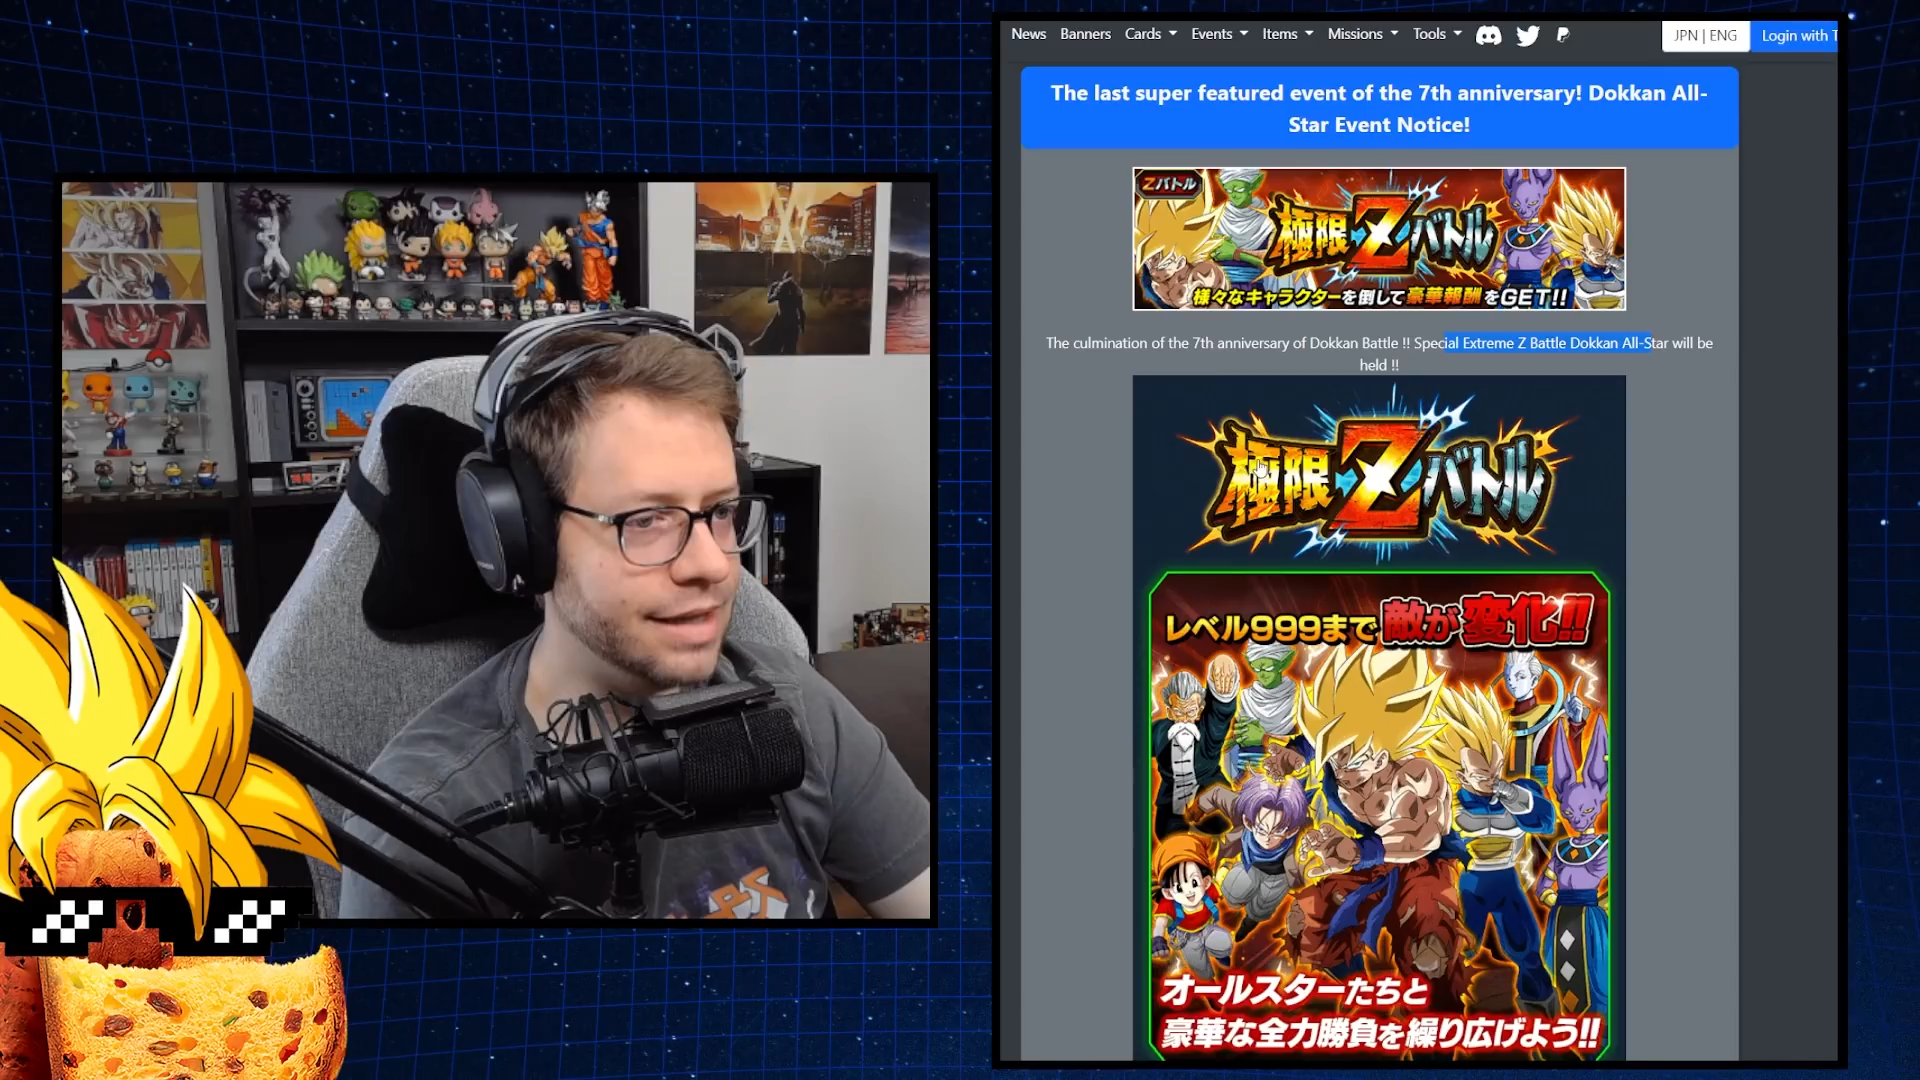 News Banners Cards Events Items Missions Tools JPN | ENG Login with T
The last super featured event of the 7th anniversary! Dokkan All-
Star Event Notice!
Zバトル
極限Zバトル
様々なキャラクターを倒して豪華報酬をGET!!
The culmination of the 7th anniversary of Dokkan Battle !! Special Extreme Z Battle Dokkan All-Star will be
held !!
極限Zバトル
レベル999まで敵が変化!!
オールスターたちと
豪華な全力勝負を繰り広げよう!!